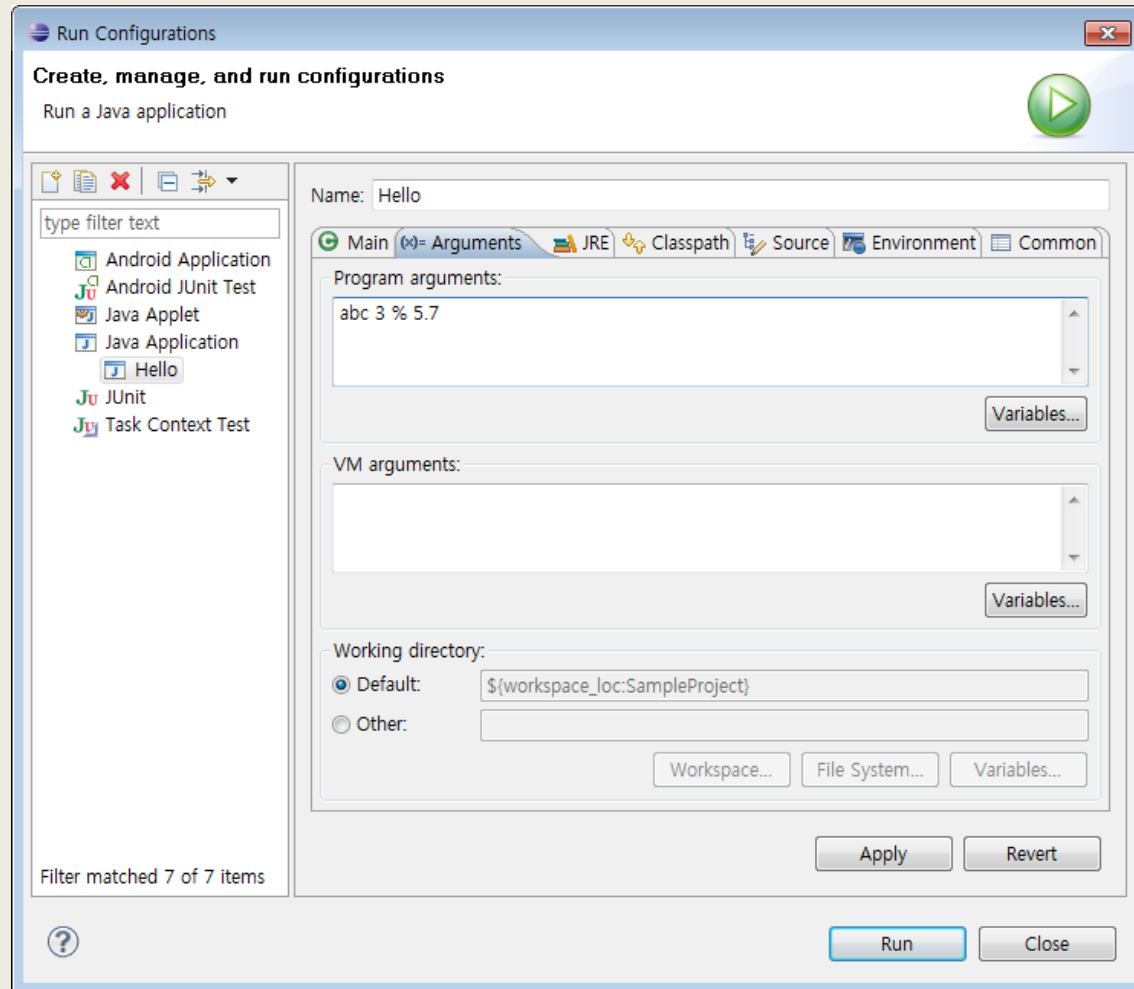 Run Configurations
Create, manage, and run configurations
Run a Java application
type filter text
Android Application
Android JUnit Test
Java Applet
Java Application
Hello
JUnit
Task Context Test
Filter matched 7 of 7 items
Name: Hello
Main (x)= Arguments JRE Classpath Source Environment Common
Program arguments:
abc 3 % 5.7
Variables...
VM arguments:
Variables...
Working directory:
Default: ${workspace_loc:SampleProject}
Other:
Workspace... File System... Variables...
Apply Revert
Run Close